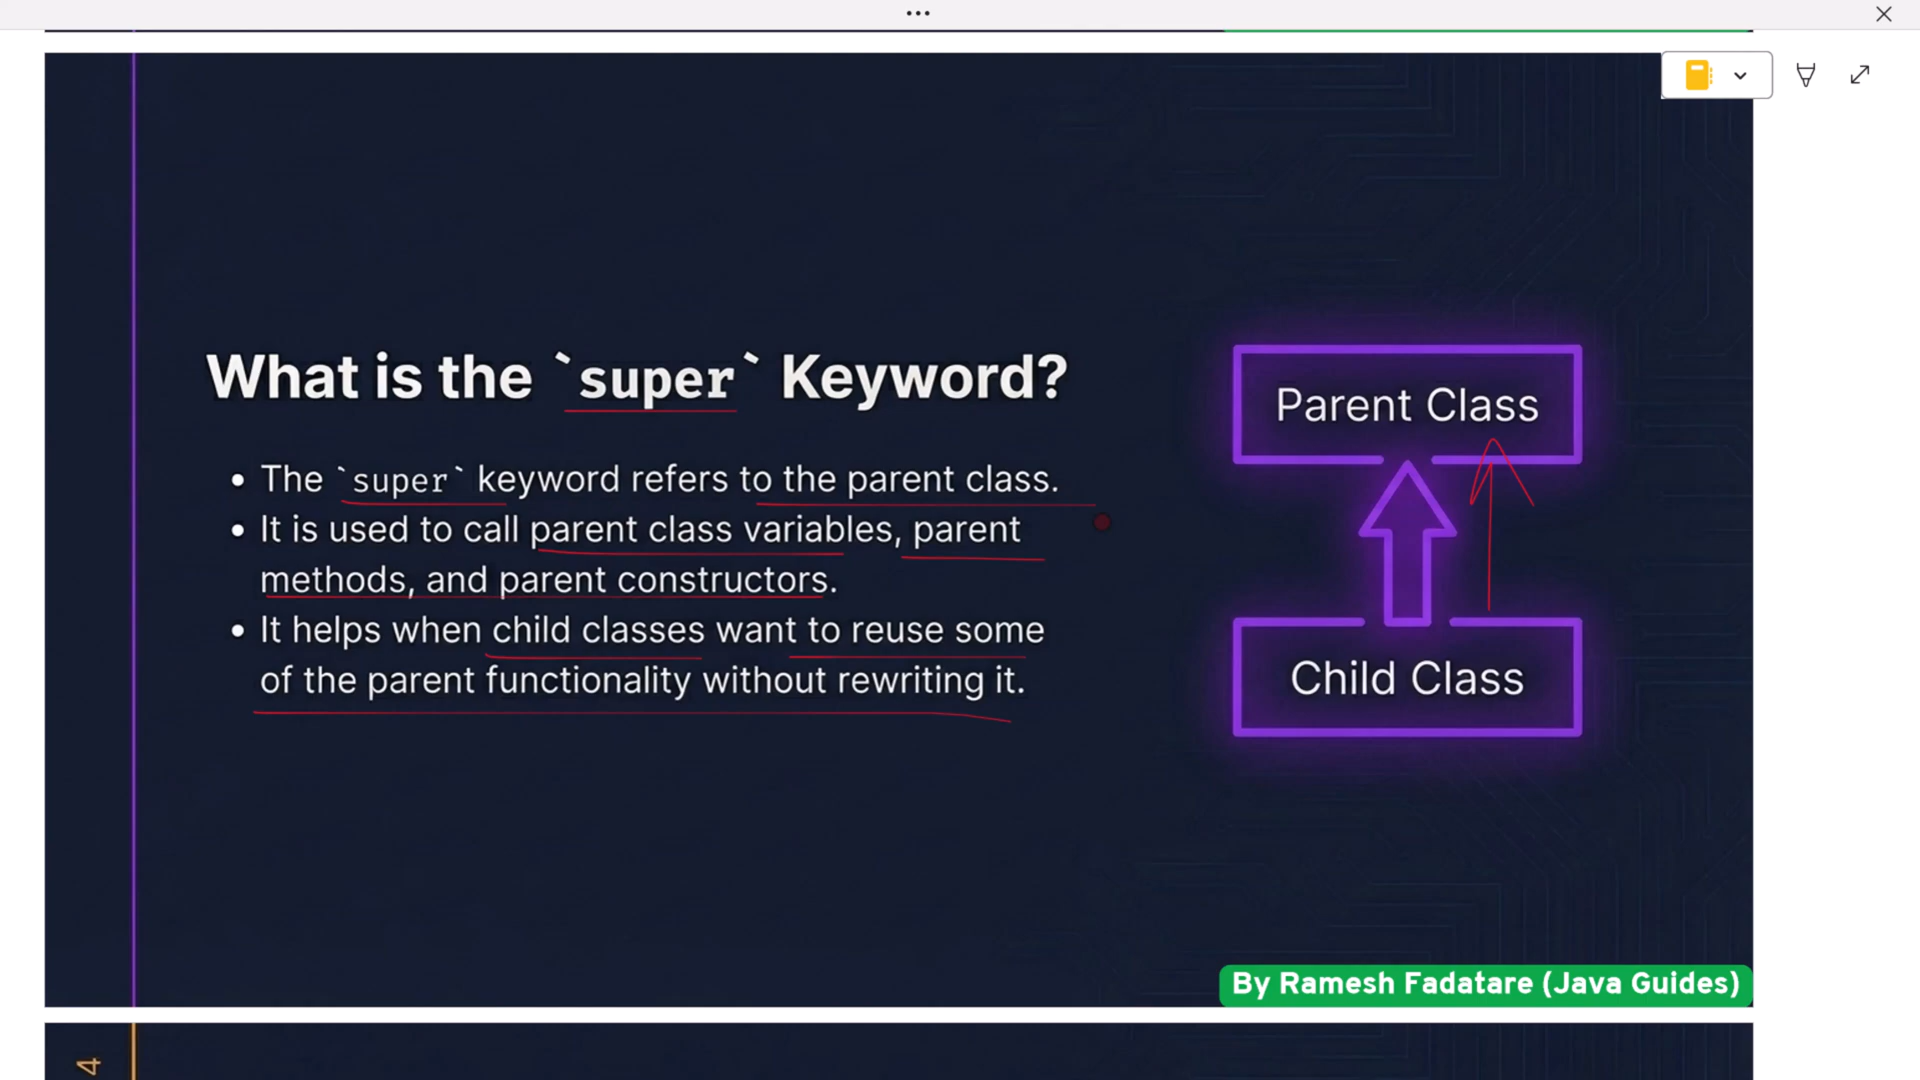 What is the `super` Keyword?
• The `super` keyword refers to the parent class.
• It is used to call parent class variables, parent
methods, and parent constructors.
• It helps when child classes want to reuse some
of the parent functionality without rewriting it.
Parent Class
Child Class
By Ramesh Fadatare (Java Guides)
4